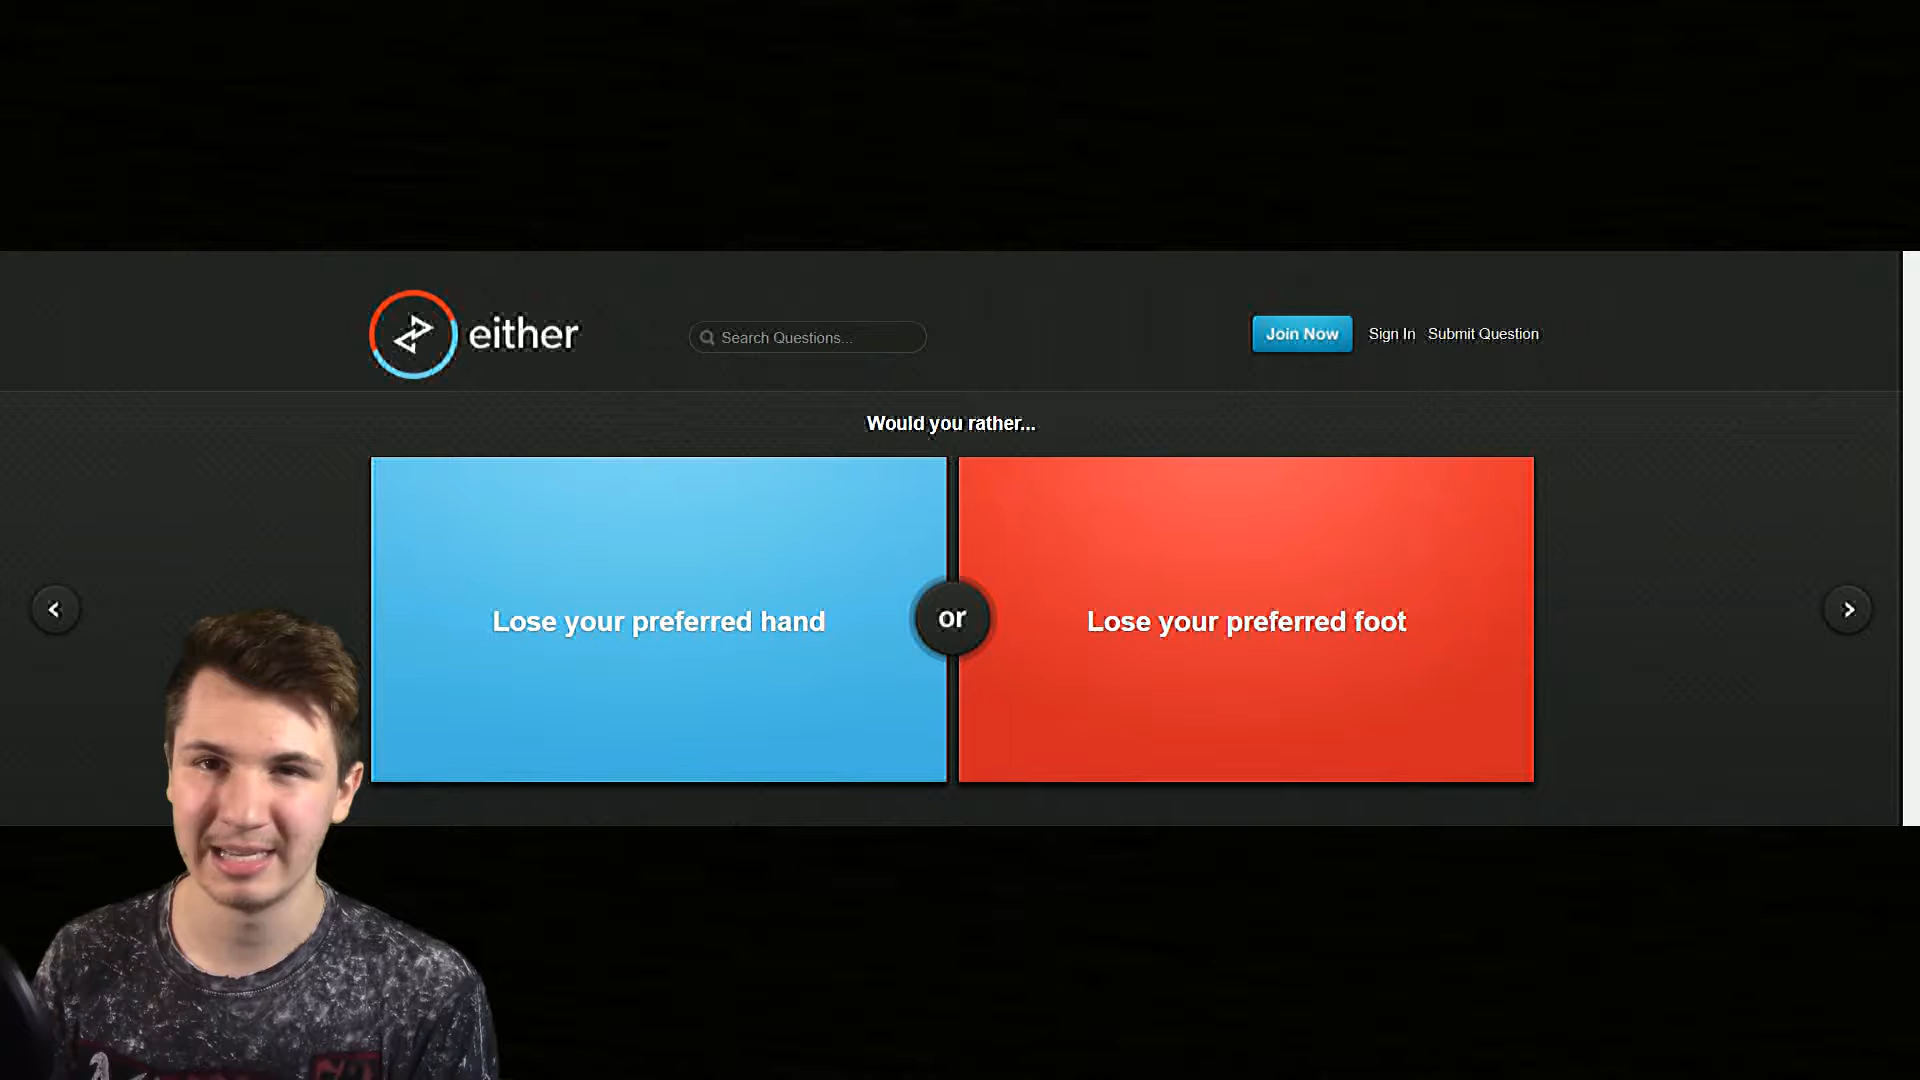 either
Search Questions...
Join Now
Sign In
Submit Question
Would you rather...
Lose your preferred hand
or
Lose your preferred foot